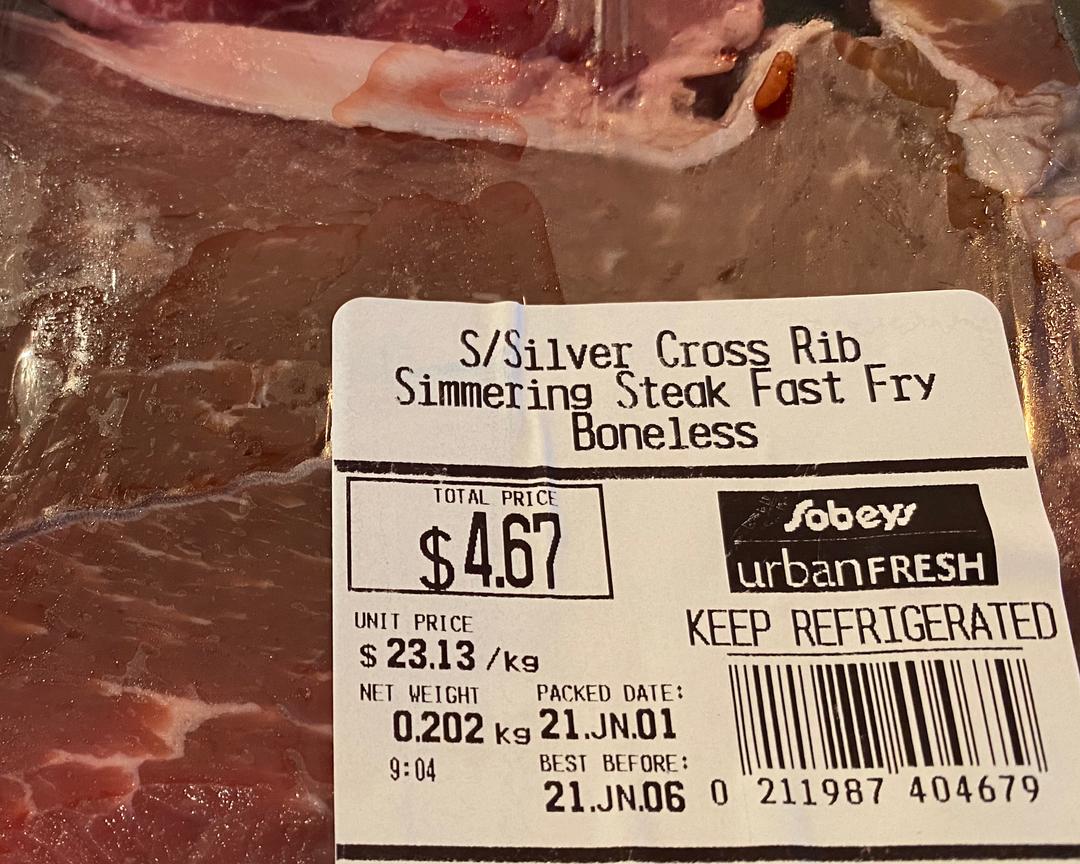 S/Silver Cross Rib
Simmering Steak Fast Fry
Boneless
TOTAL PRICE
$4.67
Sobeys
urbanFRESH
UNIT PRICE
$23.13 /kg
KEEP REFRIGERATED
NET WEIGHT
0.202 kg
PACKED DATE:
21.JN.01
9:04
BEST BEFORE:
21.JN.06
0 211987 404679